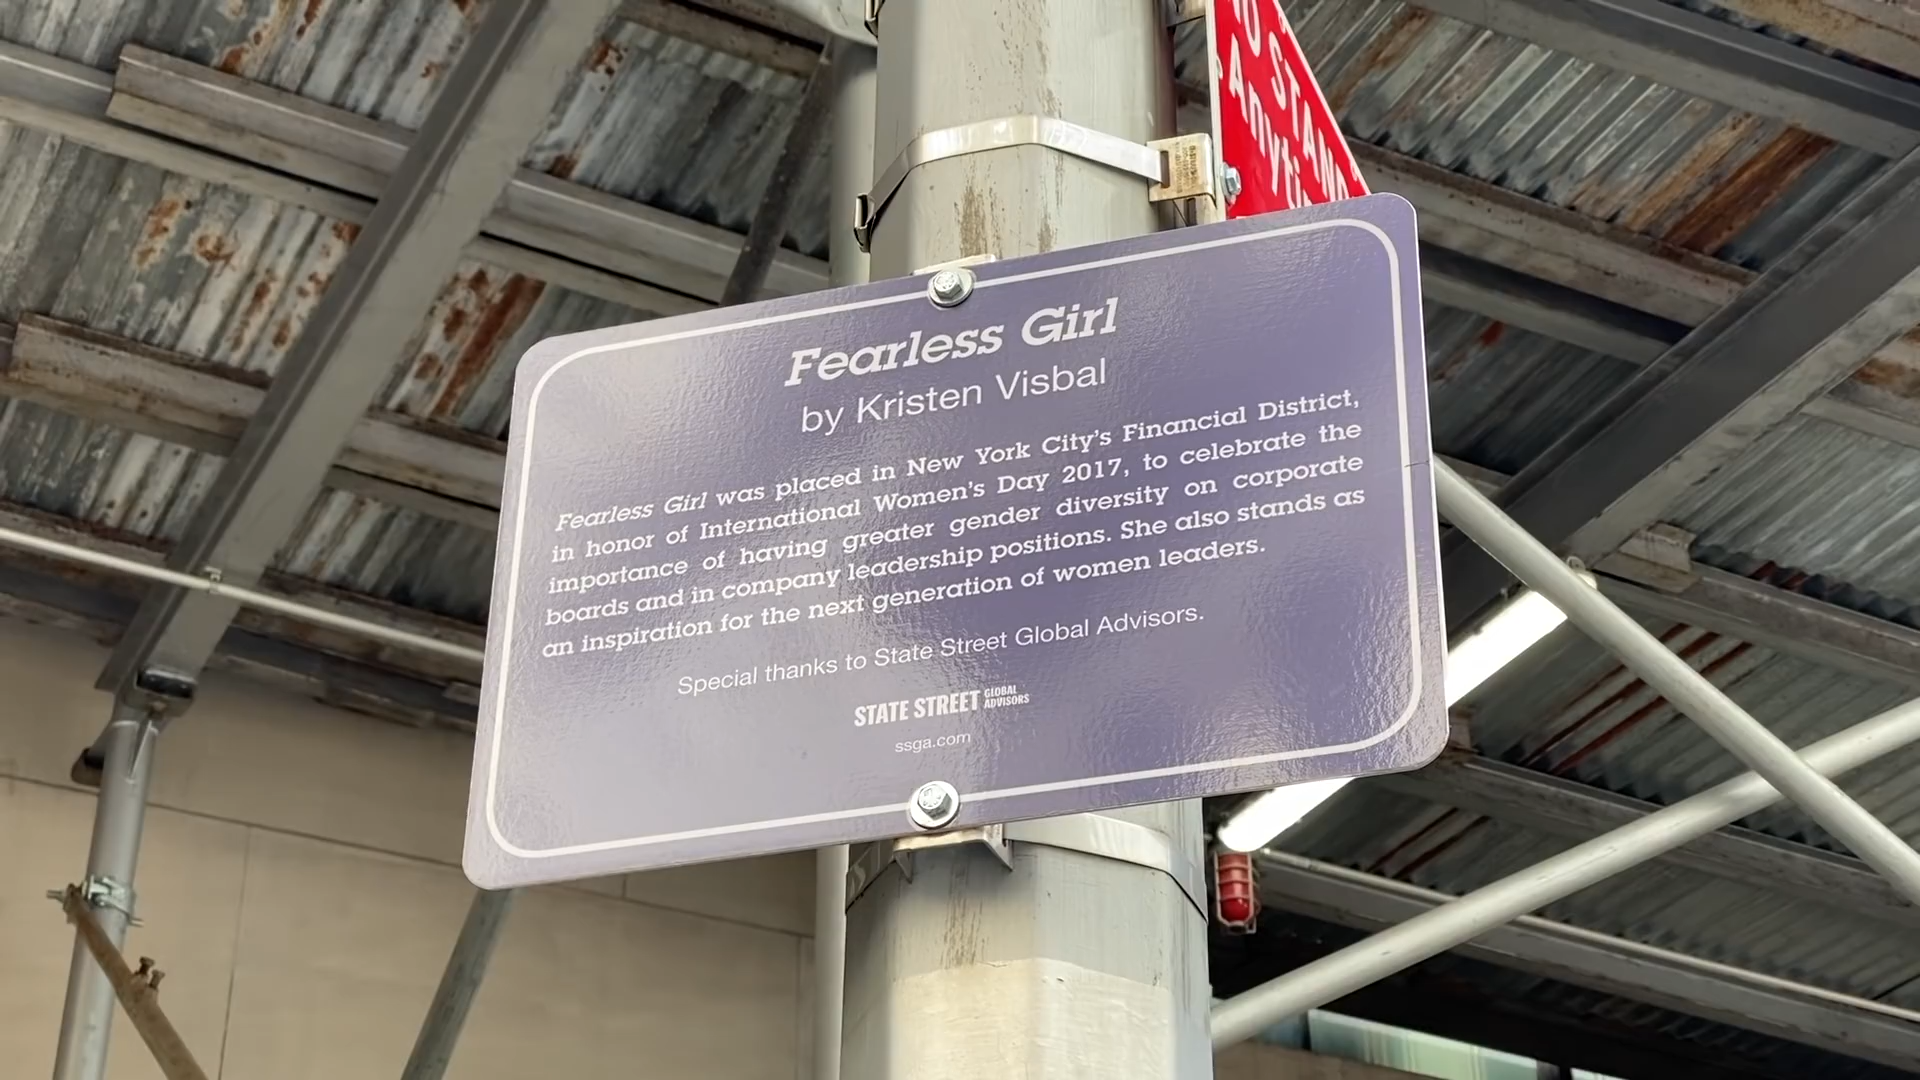 NO STAND
Anyti
Fearless Girl
by Kristen Visbal
Fearless Girl was placed in New York City's Financial District,
in honor of International Women's Day 2017, to celebrate the
importance of having greater gender diversity on corporate
boards and in company leadership positions. She also stands as
an inspiration for the next generation of women leaders.
Special thanks to State Street Global Advisors.
STATE STREET GLOBAL ADVISORS
ssga.com